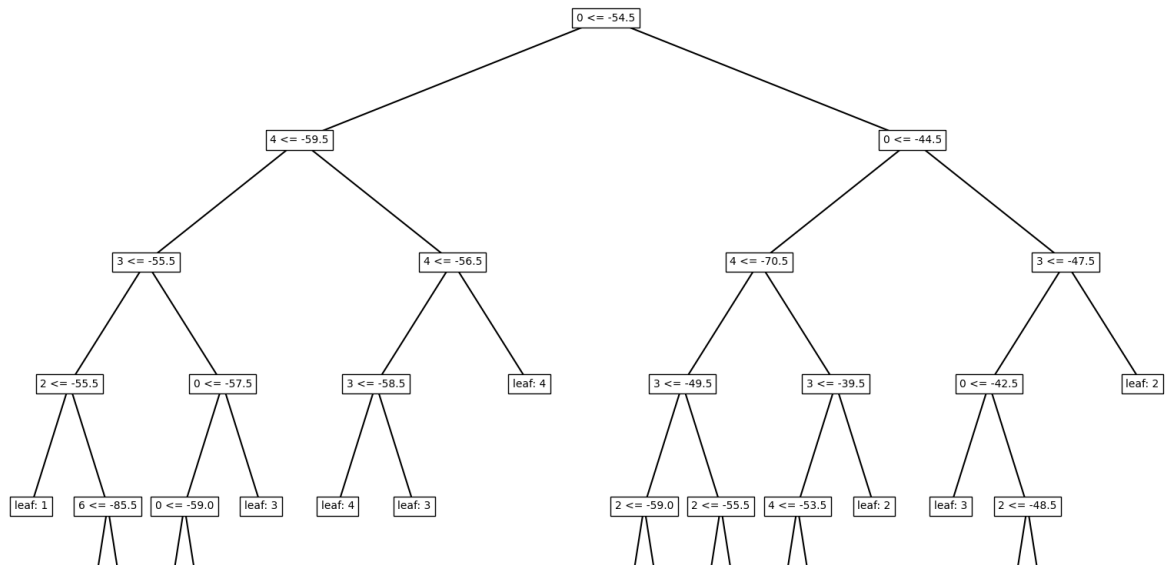 0 <= -54.5
4 <= -59.5
0 <= -44.5
3 <= -55.5
4 <= -56.5
4 <= -70.5
3 <= -47.5
2 <= -55.5
0 <= -57.5
3 <= -58.5
leaf: 4
3 <= -49.5
3 <= -39.5
0 <= -42.5
leaf: 2
leaf: 1
6 <= -85.5
0 <= -59.0
leaf: 3
leaf: 4
leaf: 3
2 <= -59.0
2 <= -55.5
4 <= -53.5
leaf: 2
leaf: 3
2 <= -48.5